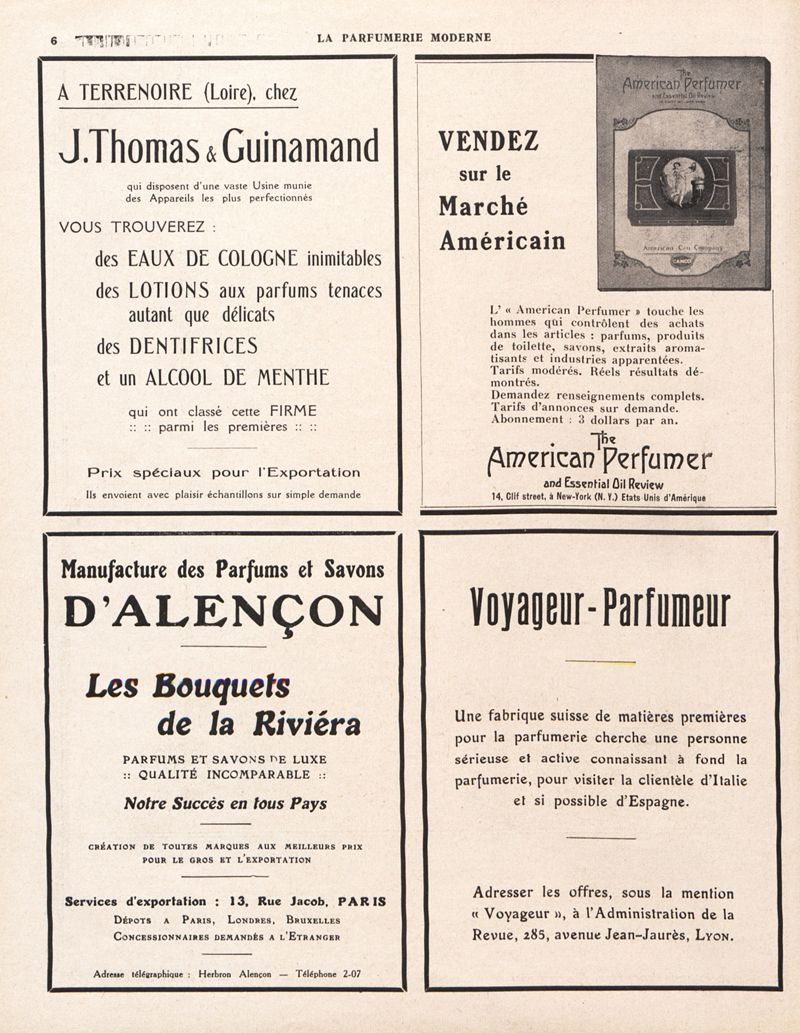 6
LA PARFUMERIE MODERNE
A TERRENOIRE (Loire), chez
J. Thomas & Guinamand
qui disposent d'une vaste Usine munie
des Appareils les plus perfectionnés
VOUS TROUVEREZ :
des EAUX DE COLOGNE inimitables
des LOTIONS aux parfums tenaces
autant que délicats
des DENTIFRICES
et un ALCOOL DE MENTHE
qui ont classé cette FIRME
:: :: parmi les premières :: ::
Prix spéciaux pour l'Exportation
Ils envoient avec plaisir échantillons sur simple demande
VENDEZ
sur le
Marché
Américain
The
American Perfumer
and Essential Oil Review
American Can Company
CANCO
L' « American Perfumer » touche les
hommes qui contrôlent des achats
dans les articles : parfums, produits
de toilette, savons, extraits aroma-
tisants et industries apparentées.
Tarifs modérés. Réels résultats dé-
montrés.
Demandez renseignements complets.
Tarifs d'annonces sur demande.
Abonnement : 3 dollars par an.
The
American Perfumer
and Essential Oil Review
14, Clif street, à New-York (N. Y.) Etats-Unis d'Amérique
Manufacture des Parfums et Savons
D'ALENÇON
Les Bouquets
de la Riviéra
PARFUMS ET SAVONS DE LUXE
:: QUALITÉ INCOMPARABLE ::
Notre Succès en tous Pays
CRÉATION DE TOUTES MARQUES AUX MEILLEURS PRIX
POUR LE GROS ET L'EXPORTATION
Services d'exportation : 13, Rue Jacob, PARIS
DÉPOTS A PARIS, LONDRES, BRUXELLES
CONCESSIONNAIRES DEMANDÉS A L'ETRANGER
Adresse télégraphique : Herbron Alençon — Téléphone 2-07
Voyageur-Parfumeur
Une fabrique suisse de matières premières
pour la parfumerie cherche une personne
sérieuse et active connaissant à fond la
parfumerie, pour visiter la clientèle d'Italie
et si possible d'Espagne.
Adresser les offres, sous la mention
« Voyageur », à l'Administration de la
Revue, 285, avenue Jean-Jaurès, LYON.